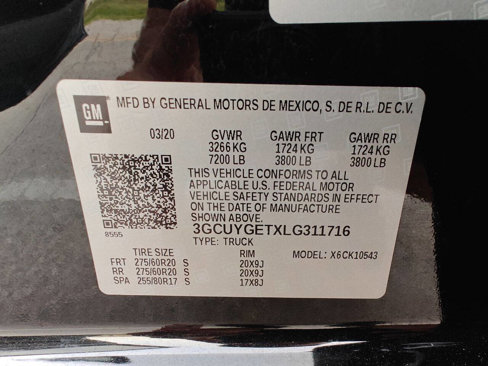 GM
MFD BY GENERAL MOTORS DE MEXICO, S. DE R.L. DE C.V.
03/20 GVWR GAWR FRT GAWR RR
3266 KG 1724 KG 1724 KG
7200 LB 3800 LB 3800 LB
THIS VEHICLE CONFORMS TO ALL
APPLICABLE U.S. FEDERAL MOTOR
VEHICLE SAFETY STANDARDS IN EFFECT
ON THE DATE OF MANUFACTURE
SHOWN ABOVE.
3GCUYGETXLG311716
8555
TYPE: TRUCK
TIRE SIZE RIM MODEL: X6CK10543
FRT 275/60R20 S 20X9J
RR 275/60R20 S 20X9J
SPA 255/80R17 S 17X8J